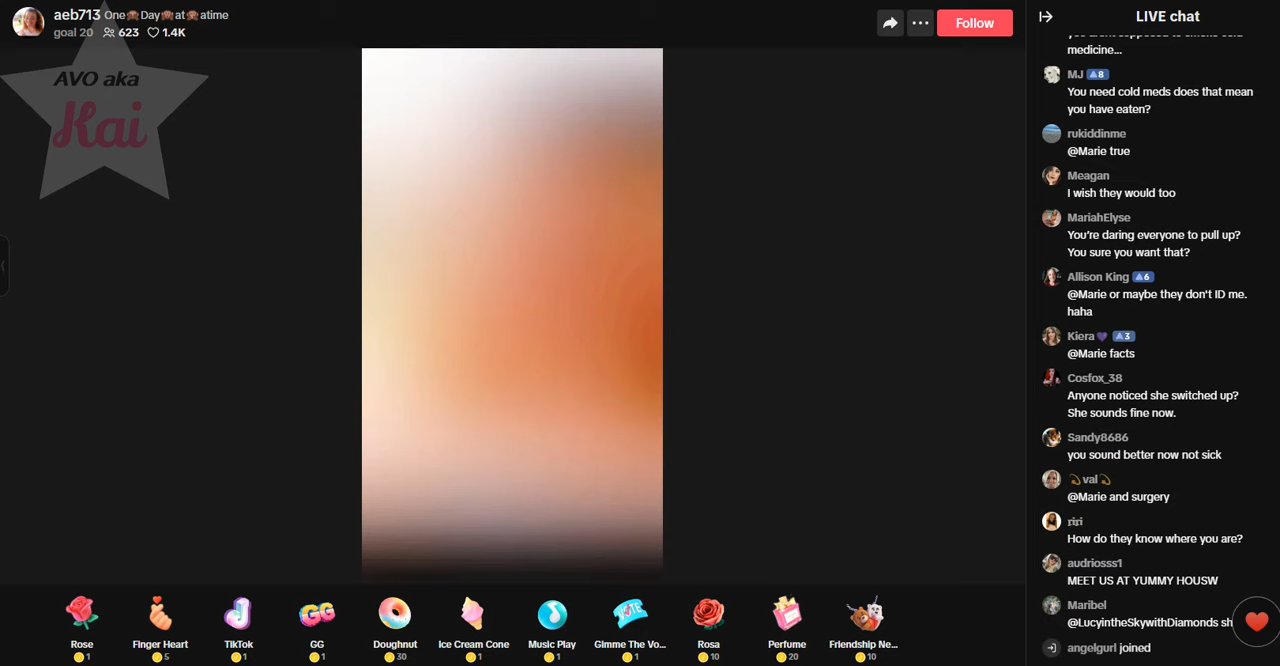 aeb713 One🙈Day🙈at🙈atime
goal 20 623 1.4K
Follow
AVO aka
Kai
LIVE chat
medicine...
MJ 8
You need cold meds does that mean
you have eaten?
rukiddinme
@Marie true
Meagan
I wish they would too
MariahElyse
You're daring everyone to pull up?
You sure you want that?
Allison King 6
@Marie or maybe they don't ID me.
haha
Kiera💜 3
@Marie facts
Cosfox_38
Anyone noticed she switched up?
She sounds fine now.
Sandy8686
you sound better now not sick
💫val💫
@Marie and surgery
riri
How do they know where you are?
audriosss1
MEET US AT YUMMY HOUSW
Maribel
@LucyintheSkywithDiamonds sh
angelgurl joined
Rose Finger Heart TikTok GG Doughnut Ice Cream Cone Music Play Gimme The Vo... Rosa Perfume Friendship Ne...
1 5 1 1 30 1 1 1 10 20 10